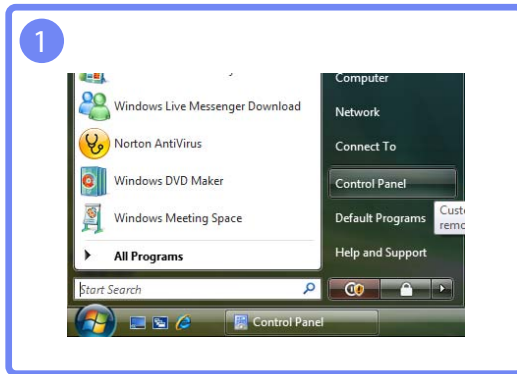 1
Computer
Windows Live Messenger Download
Network
Norton AntiVirus
Connect To
Windows DVD Maker
Control Panel
Windows Meeting Space
Default Programs
All Programs
Help and Support
Start Search
Control Panel